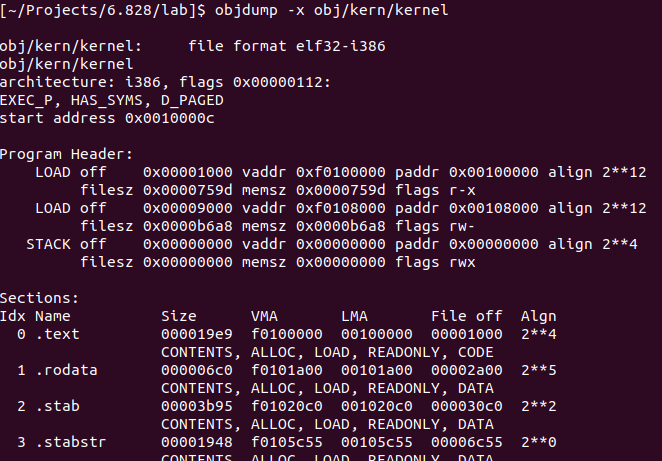 [~/Projects/6.828/lab]$ objdump -x obj/kern/kernel
obj/kern/kernel:     file format elf32-i386
obj/kern/kernel
architecture: i386, flags 0x00000112:
EXEC_P, HAS_SYMS, D_PAGED
start address 0x0010000c
Program Header:
    LOAD off    0x00001000 vaddr 0xf0100000 paddr 0x00100000 align 2**12
         filesz 0x0000759d memsz 0x0000759d flags r-x
    LOAD off    0x00009000 vaddr 0xf0108000 paddr 0x00108000 align 2**12
         filesz 0x0000b6a8 memsz 0x0000b6a8 flags rw-
   STACK off    0x00000000 vaddr 0x00000000 paddr 0x00000000 align 2**4
         filesz 0x00000000 memsz 0x00000000 flags rwx
Sections:
Idx Name          Size      VMA       LMA       File off  Algn
  0 .text         000019e9  f0100000  00100000  00001000  2**4
                  CONTENTS, ALLOC, LOAD, READONLY, CODE
  1 .rodata       000006c0  f0101a00  00101a00  00002a00  2**5
                  CONTENTS, ALLOC, LOAD, READONLY, DATA
  2 .stab         00003b95  f01020c0  001020c0  000030c0  2**2
                  CONTENTS, ALLOC, LOAD, READONLY, DATA
  3 .stabstr      00001948  f0105c55  00105c55  00006c55  2**0
                  CONTENTS, ALLOC, LOAD, READONLY, DATA